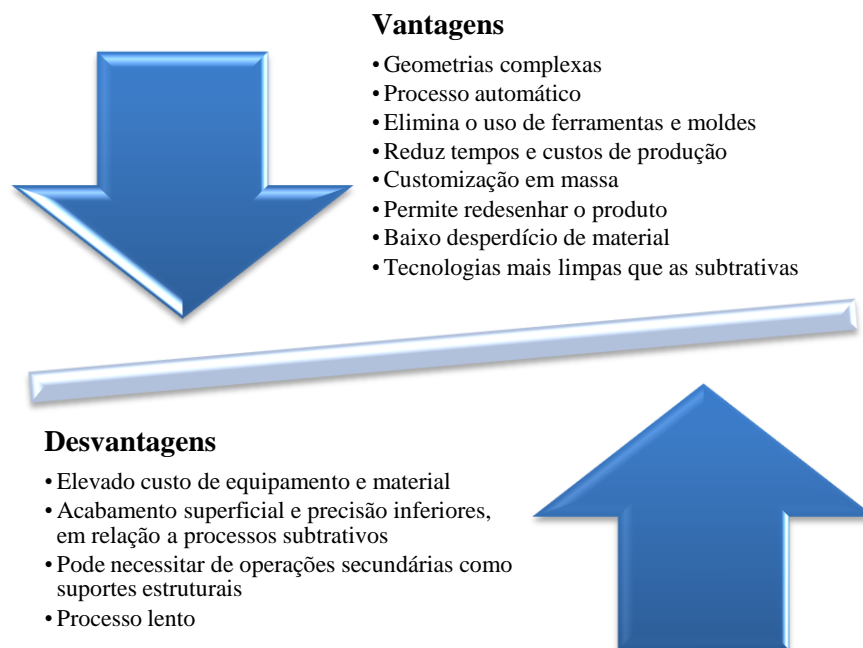 Vantagens
• Geometrias complexas
• Processo automático
• Elimina o uso de ferramentas e moldes
• Reduz tempos e custos de produção
• Customização em massa
• Permite redesenhar o produto
• Baixo desperdício de material
• Tecnologias mais limpas que as subtrativas
Desvantagens
• Elevado custo de equipamento e material
• Acabamento superficial e precisão inferiores,
em relação a processos subtrativos
• Pode necessitar de operações secundárias como
suportes estruturais
• Processo lento